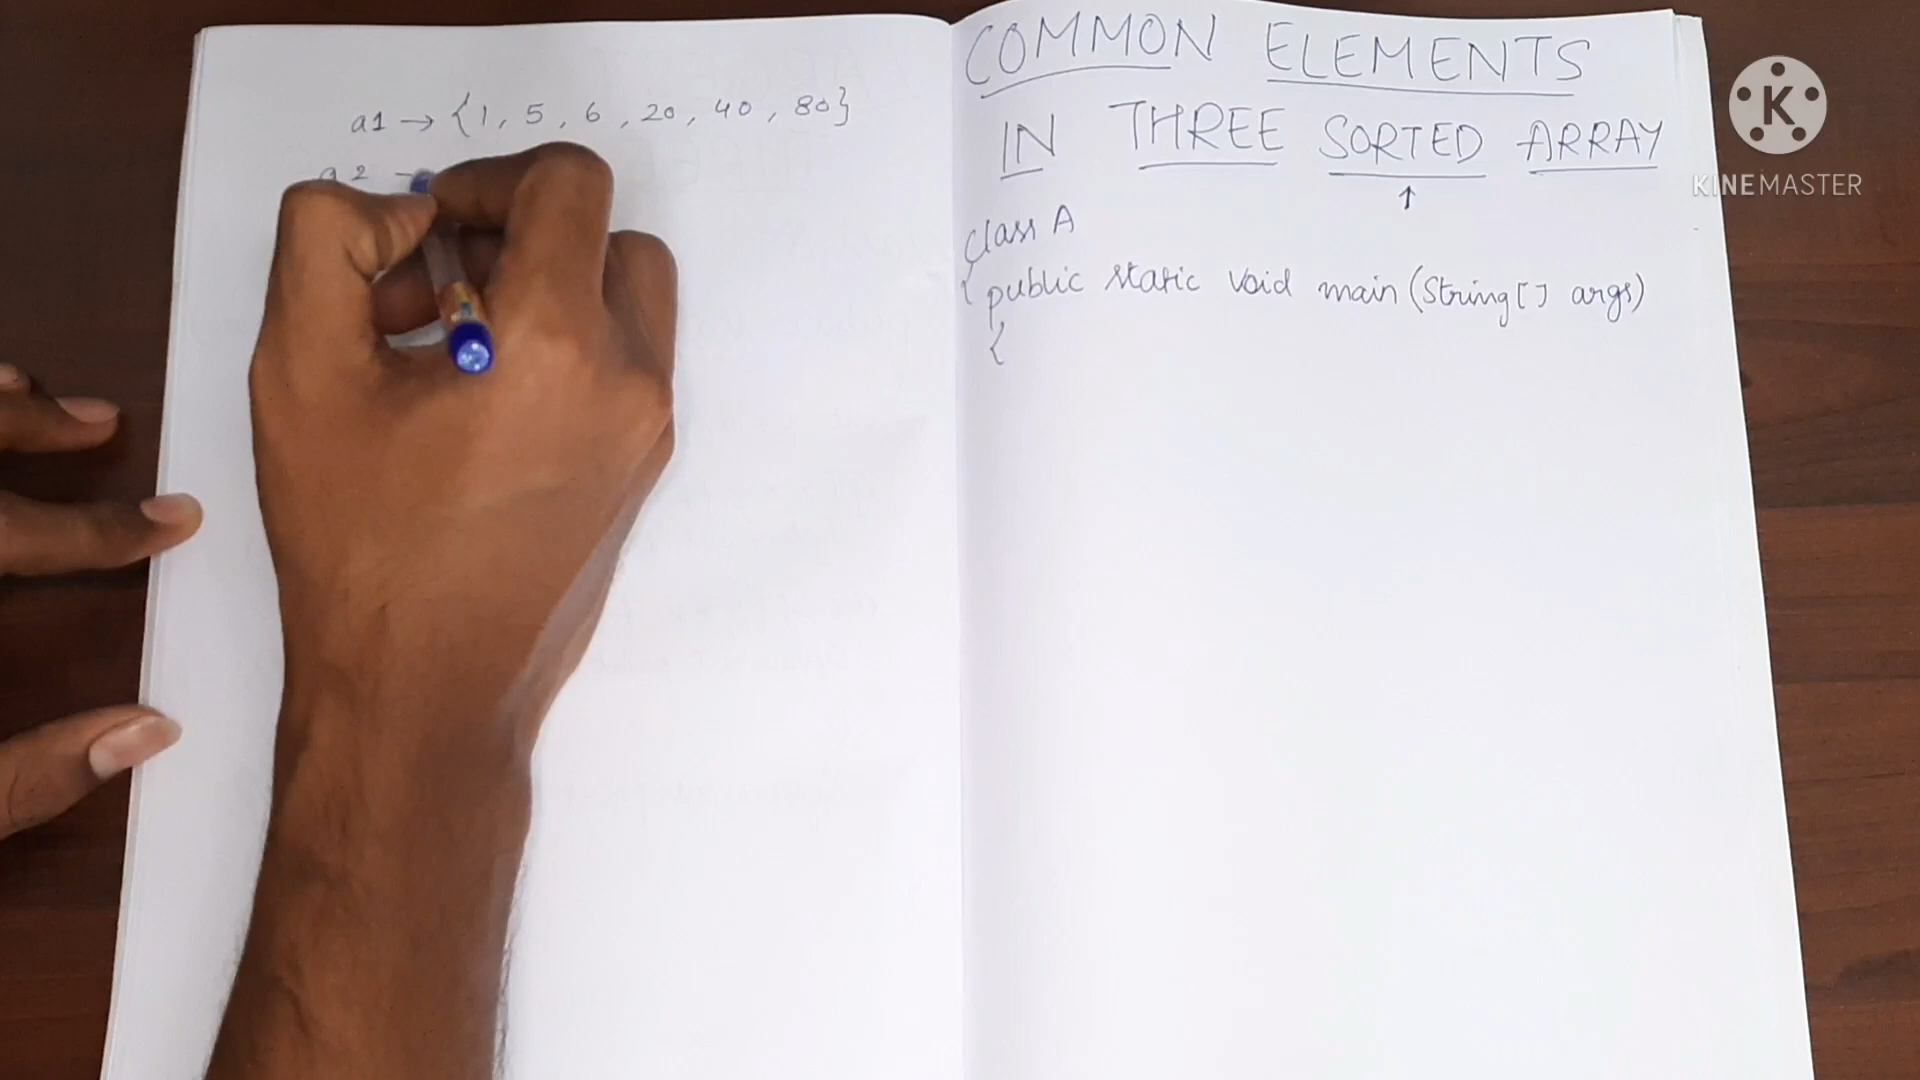 a1 → {1, 5, 6, 20, 40, 80}
a2 →
COMMON ELEMENTS
IN THREE SORTED ARRAY
↑
class A
{ public static void main (String[] args)
{
K
KINEMASTER